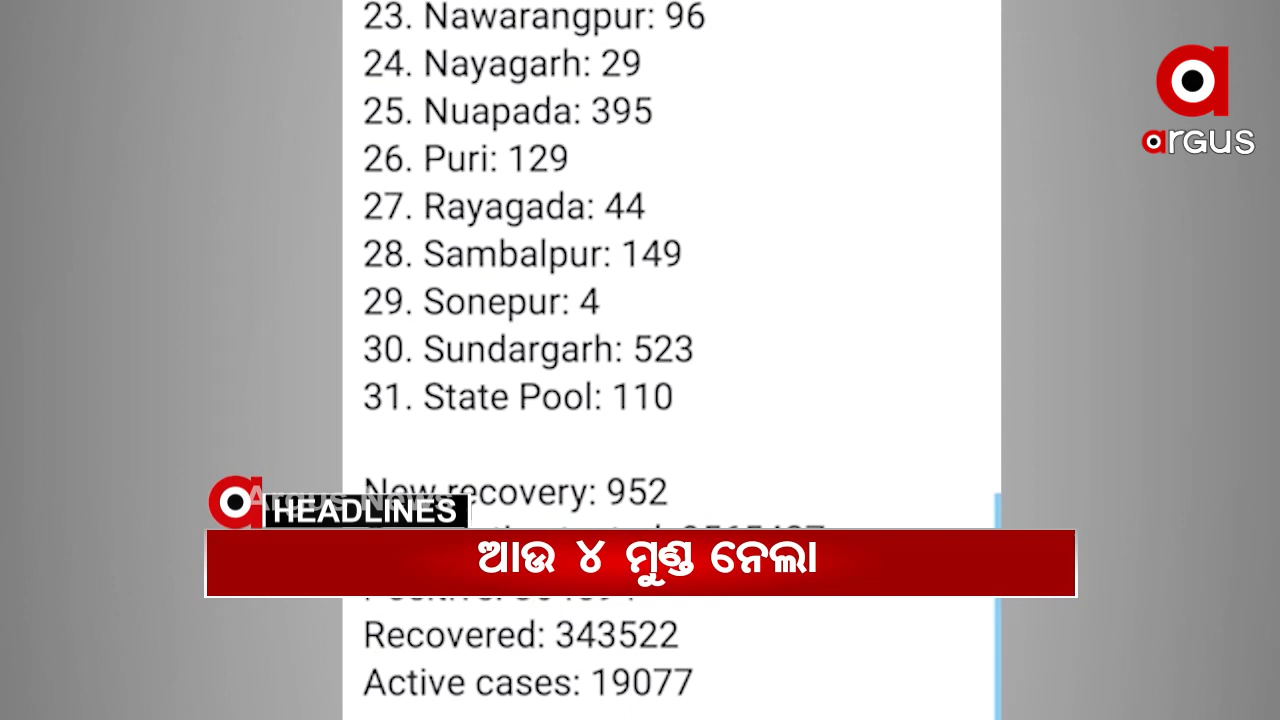 23. Nawarangpur: 96
24. Nayagarh: 29
25. Nuapada: 395
26. Puri: 129
27. Rayagada: 44
28. Sambalpur: 149
29. Sonepur: 4
30. Sundargarh: 523
31. State Pool: 110
argus
New recovery: 952
Argus News
HEADLINES
ଆଉ ୪ ମୁଣ୍ଡ ନେଲା
Recovered: 343522
Active cases: 19077